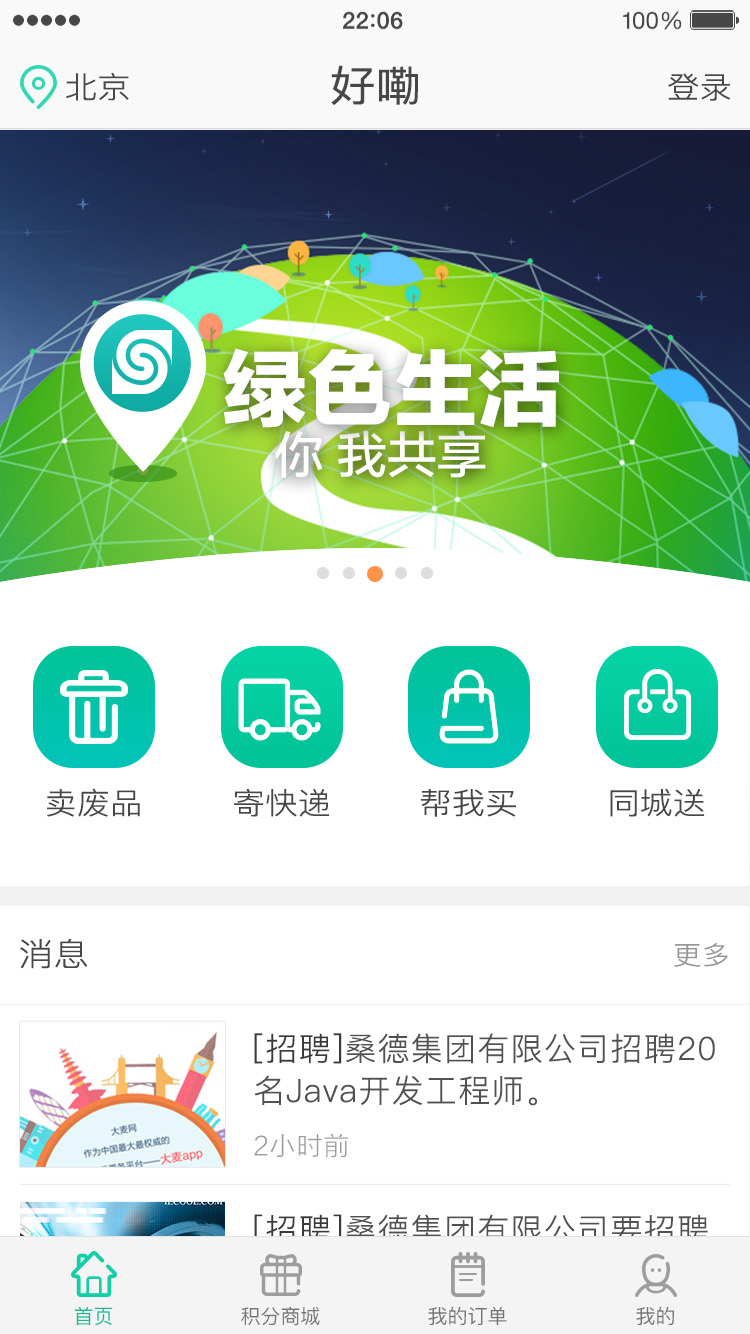 22:06
100%
北京
好嘞
登录
绿色生活
你 我共享
卖废品
寄快递
帮我买
同城送
消息
更多
[招聘]桑德集团有限公司招聘20
名Java开发工程师。
2小时前
大麦网
作为中国最大最权威的
大麦app
[招聘]桑德集团有限公司要招聘
首页
积分商城
我的订单
我的